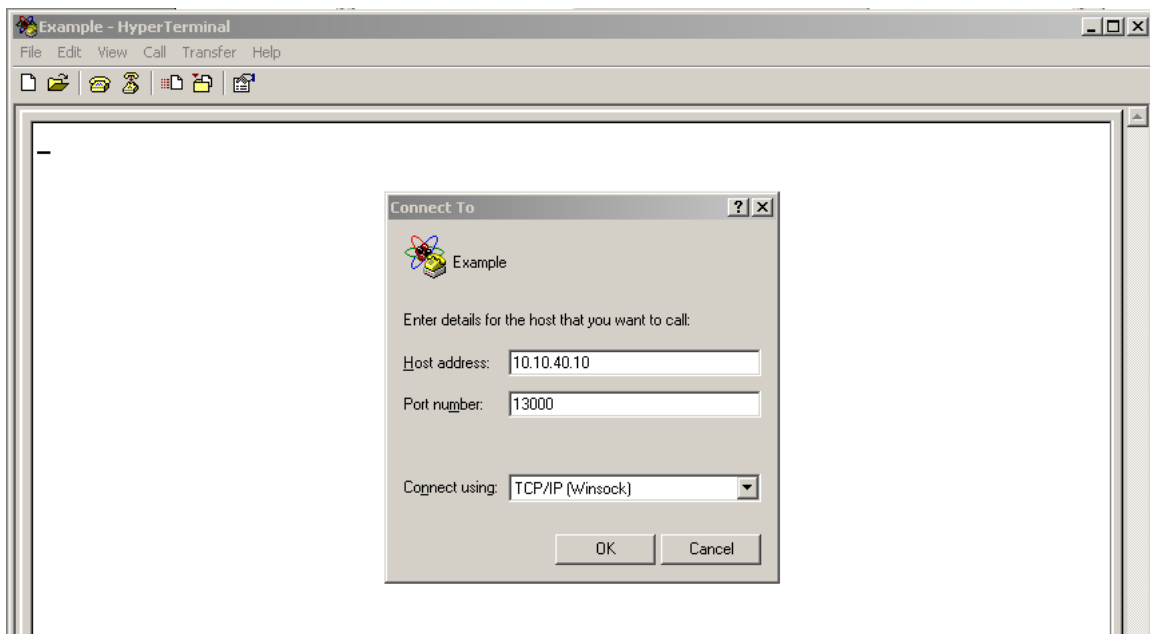 Example - HyperTerminal
File Edit View Call Transfer Help
Connect To
Example
Enter details for the host that you want to call:
Host address: 10.10.40.10
Port number: 13000
Connect using: TCP/IP (Winsock)
OK Cancel